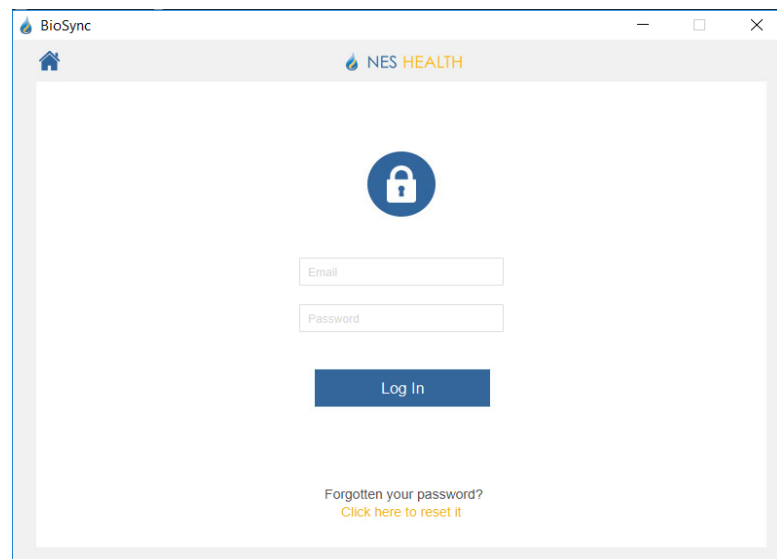 BioSync
NES HEALTH
Email
Password
Log In
Forgotten your password?
Click here to reset it